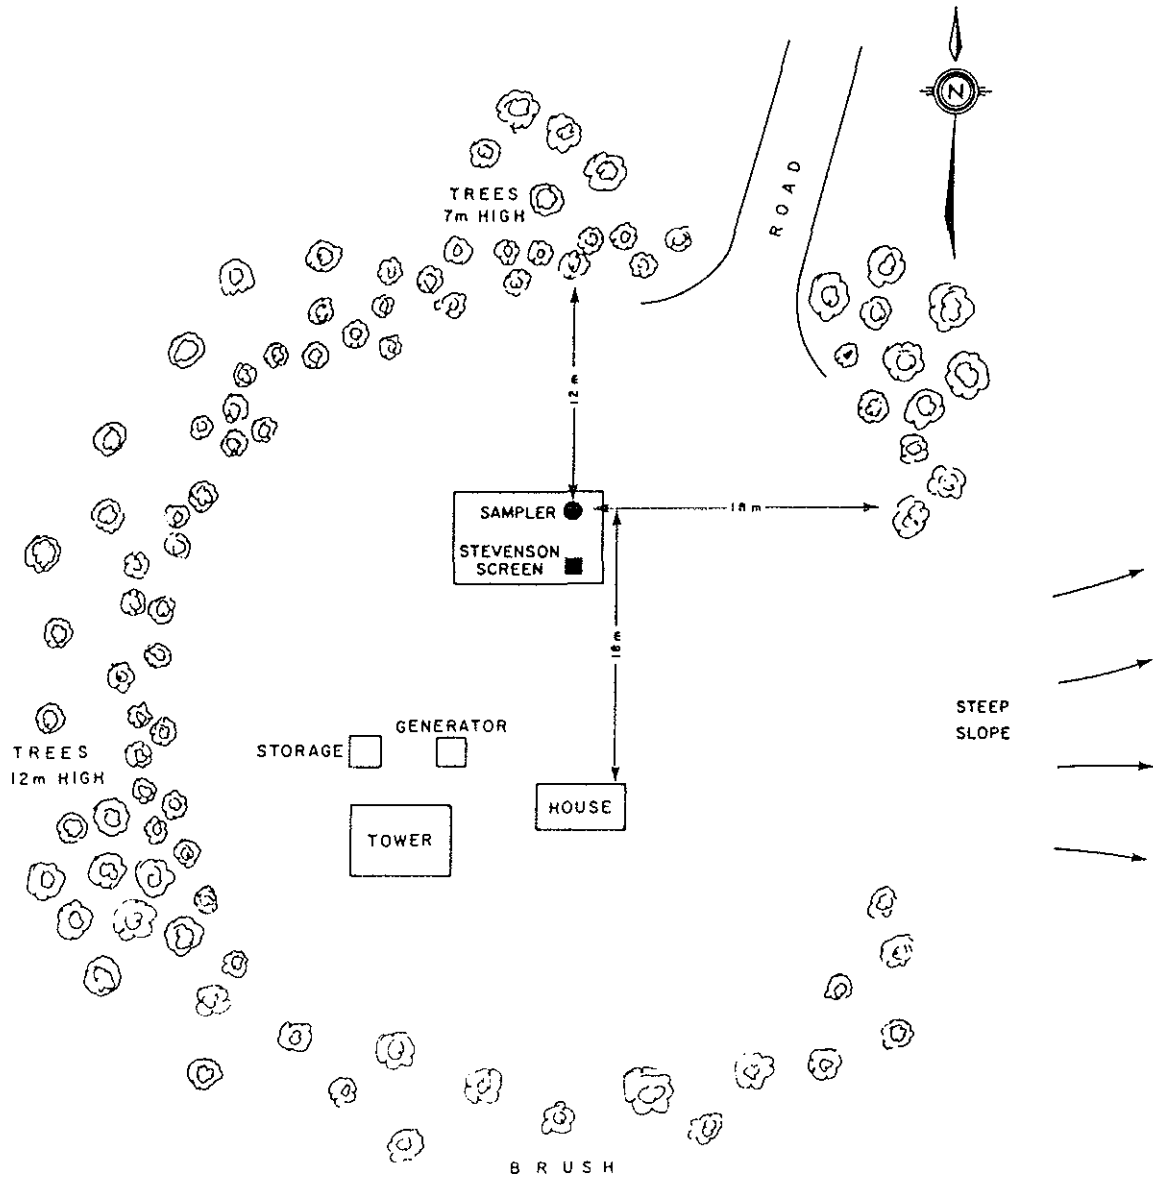 N
TREES
7m HIGH
ROAD
12 m
SAMPLER
18 m
STEVENSON
SCREEN
18 m
STEEP
SLOPE
GENERATOR
STORAGE
TREES
12m HIGH
HOUSE
TOWER
BRUSH